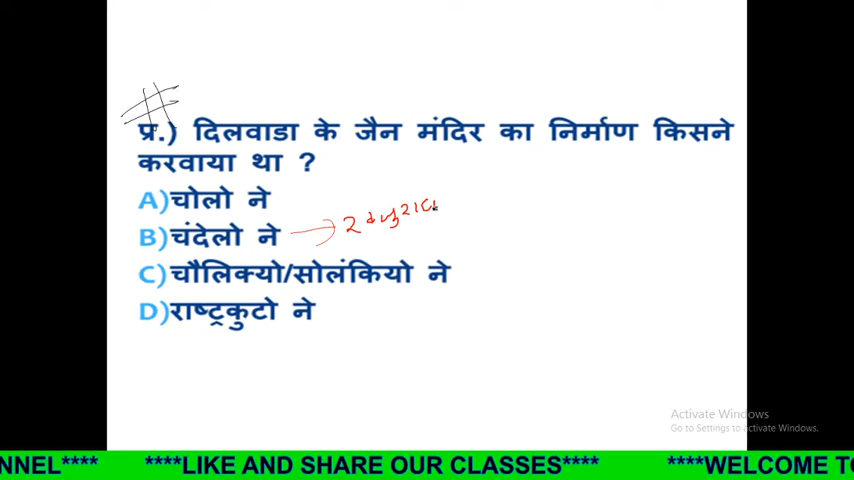 प्र.) दिलवाडा के जैन मंदिर का निर्माण किसने
करवाया था ?
A)चोलो ने
B)चंदेलो ने
C)चौलिक्यो/सोलंकियो ने
D)राष्ट्रकुटो ने
Activate Windows
Go to Settings to activate Windows.
NNEL**** ****LIKE AND SHARE OUR CLASSES**** ****WELCOME TO